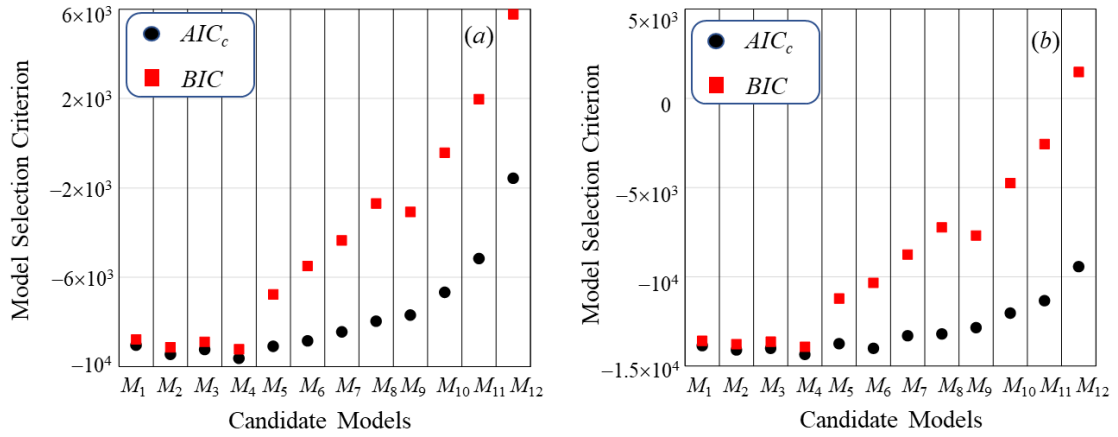 6×10³
2×10³
−2×10³
−6×10³
−10⁴
Model Selection Criterion
AICc
BIC
(a)
M₁ M₂ M₃ M₄ M₅ M₆ M₇ M₈ M₉ M₁₀ M₁₁ M₁₂
Candidate Models
5×10³
0
−5×10³
−10⁴
−1.5×10⁴
Model Selection Criterion
AICc
BIC
(b)
M₁ M₂ M₃ M₄ M₅ M₆ M₇ M₈ M₉ M₁₀ M₁₁ M₁₂
Candidate Models